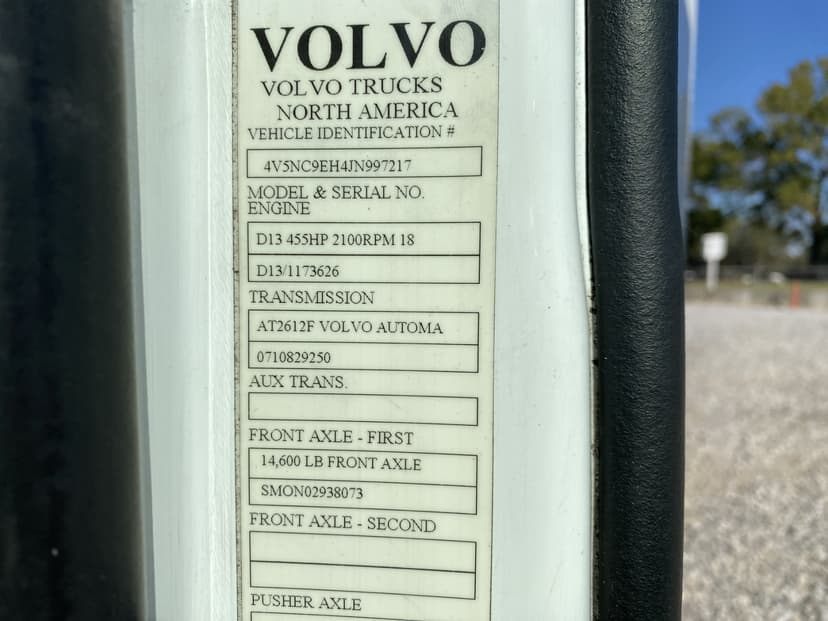 VOLVO
VOLVO TRUCKS
NORTH AMERICA
VEHICLE IDENTIFICATION #
4V5NC9EH4JN997217
MODEL & SERIAL NO.
ENGINE
D13 455HP 2100RPM 18
D13/1173626
TRANSMISSION
AT2612F VOLVO AUTOMA
0710829250
AUX TRANS.
FRONT AXLE - FIRST
14,600 LB FRONT AXLE
SMON02938073
FRONT AXLE - SECOND
PUSHER AXLE